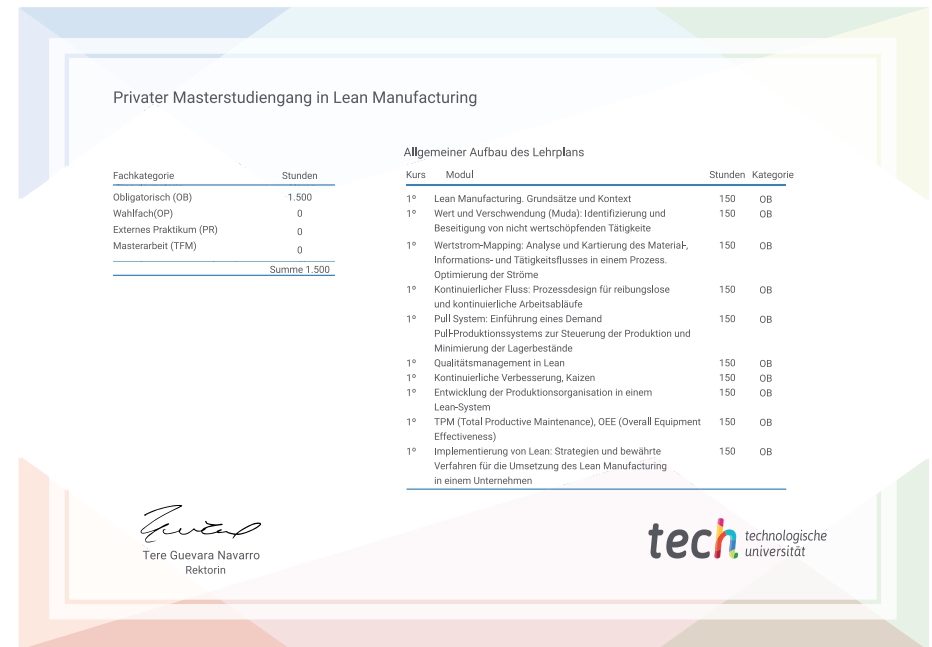 Privater Masterstudiengang in Lean Manufacturing
Fachkategorie Stunden
Obligatorisch (OB) 1.500
Wahlfach(OP) 0
Externes Praktikum (PR) 0
Masterarbeit (TFM) 0
Summe 1.500
Allgemeiner Aufbau des Lehrplans
Kurs Modul Stunden Kategorie
1º Lean Manufacturing. Grundsätze und Kontext 150 OB
1º Wert und Verschwendung (Muda): Identifizierung und 150 OB
Beseitigung von nicht wertschöpfenden Tätigkeite
1º Wertstrom-Mapping: Analyse und Kartierung des Material-, 150 OB
Informations- und Tätigkeitsflusses in einem Prozess.
Optimierung der Ströme
1º Kontinuierlicher Fluss: Prozessdesign für reibungslose 150 OB
und kontinuierliche Arbeitsabläufe
1º Pull System: Einführung eines Demand 150 OB
Pull-Produktionssystems zur Steuerung der Produktion und
Minimierung der Lagerbestände
1º Qualitätsmanagement in Lean 150 OB
1º Kontinuierliche Verbesserung, Kaizen 150 OB
1º Entwicklung der Produktionsorganisation in einem 150 OB
Lean-System
1º TPM (Total Productive Maintenance), OEE (Overall Equipment 150 OB
Effectiveness)
1º Implementierung von Lean: Strategien und bewährte 150 OB
Verfahren für die Umsetzung des Lean Manufacturing
in einem Unternehmen
Tere Guevara Navarro
Rektorin
tech technologische
universität